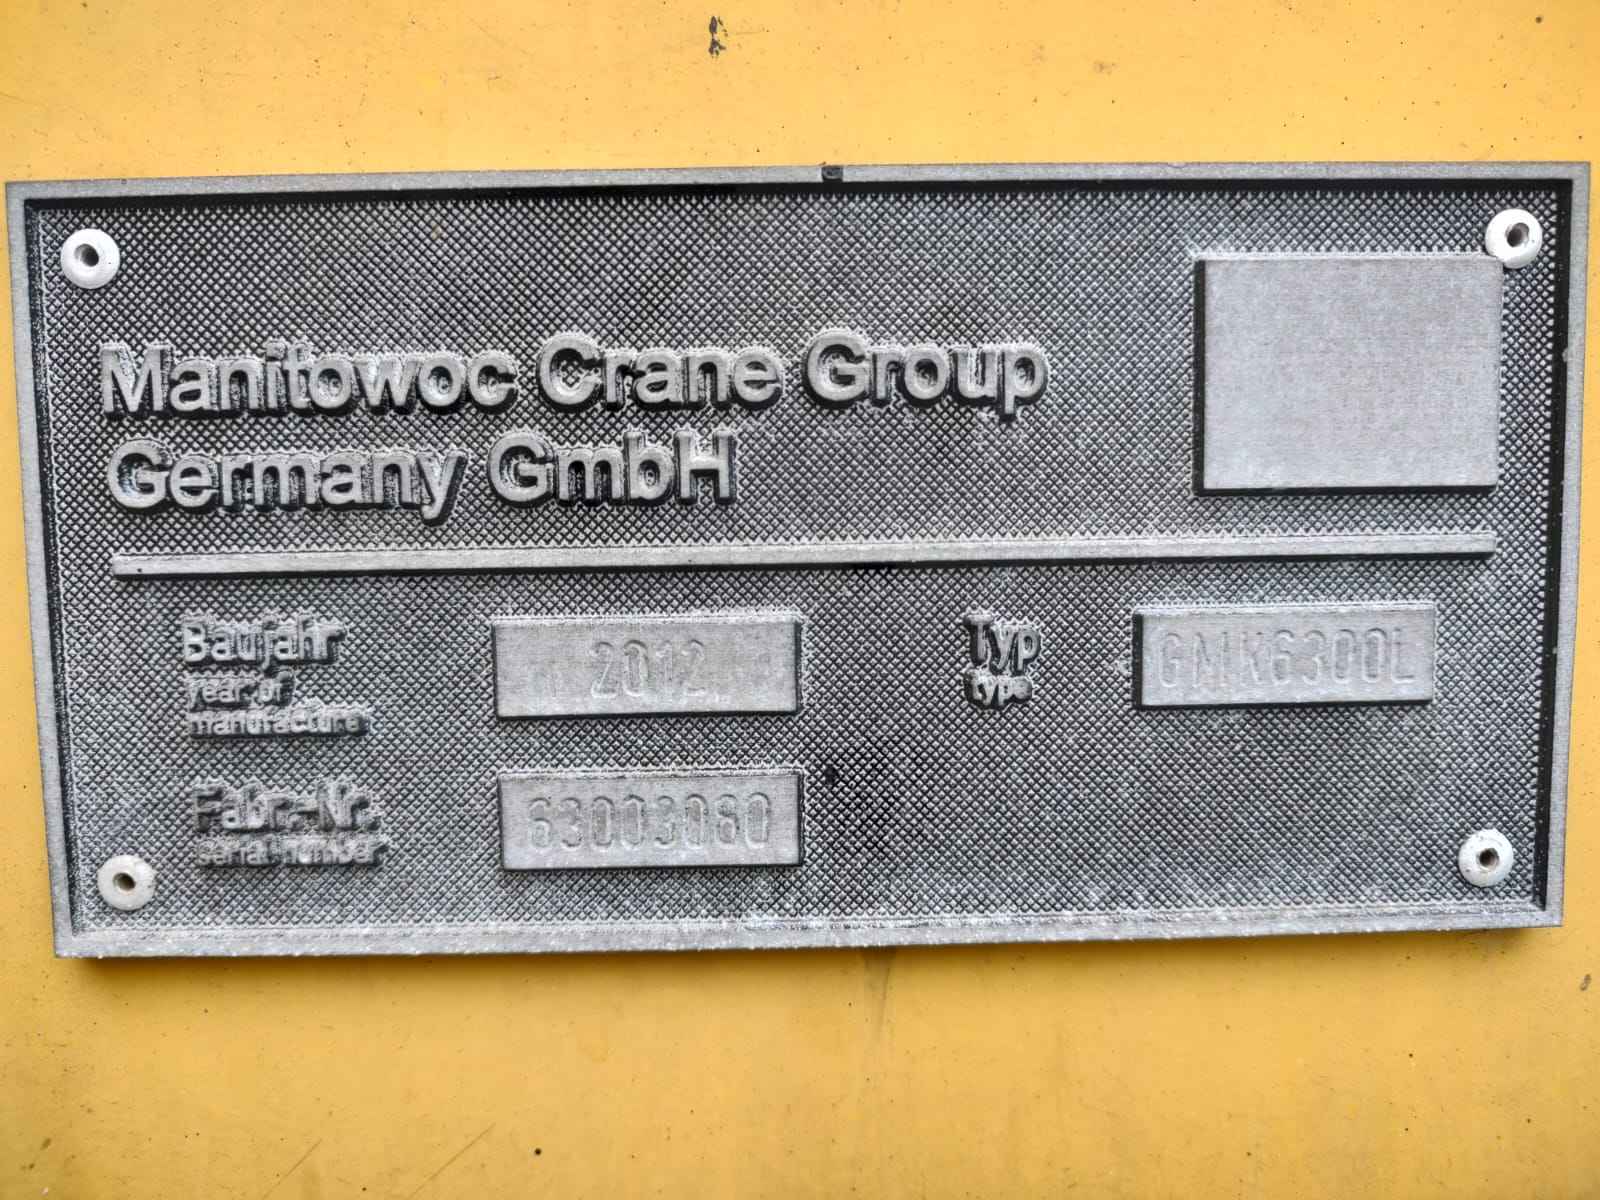 Manitowoc Crane Group
Germany GmbH
Baujahr
year of
manufacture
2012
Typ
type
GMK6300L
Fabr.-Nr.
serial number
63003060